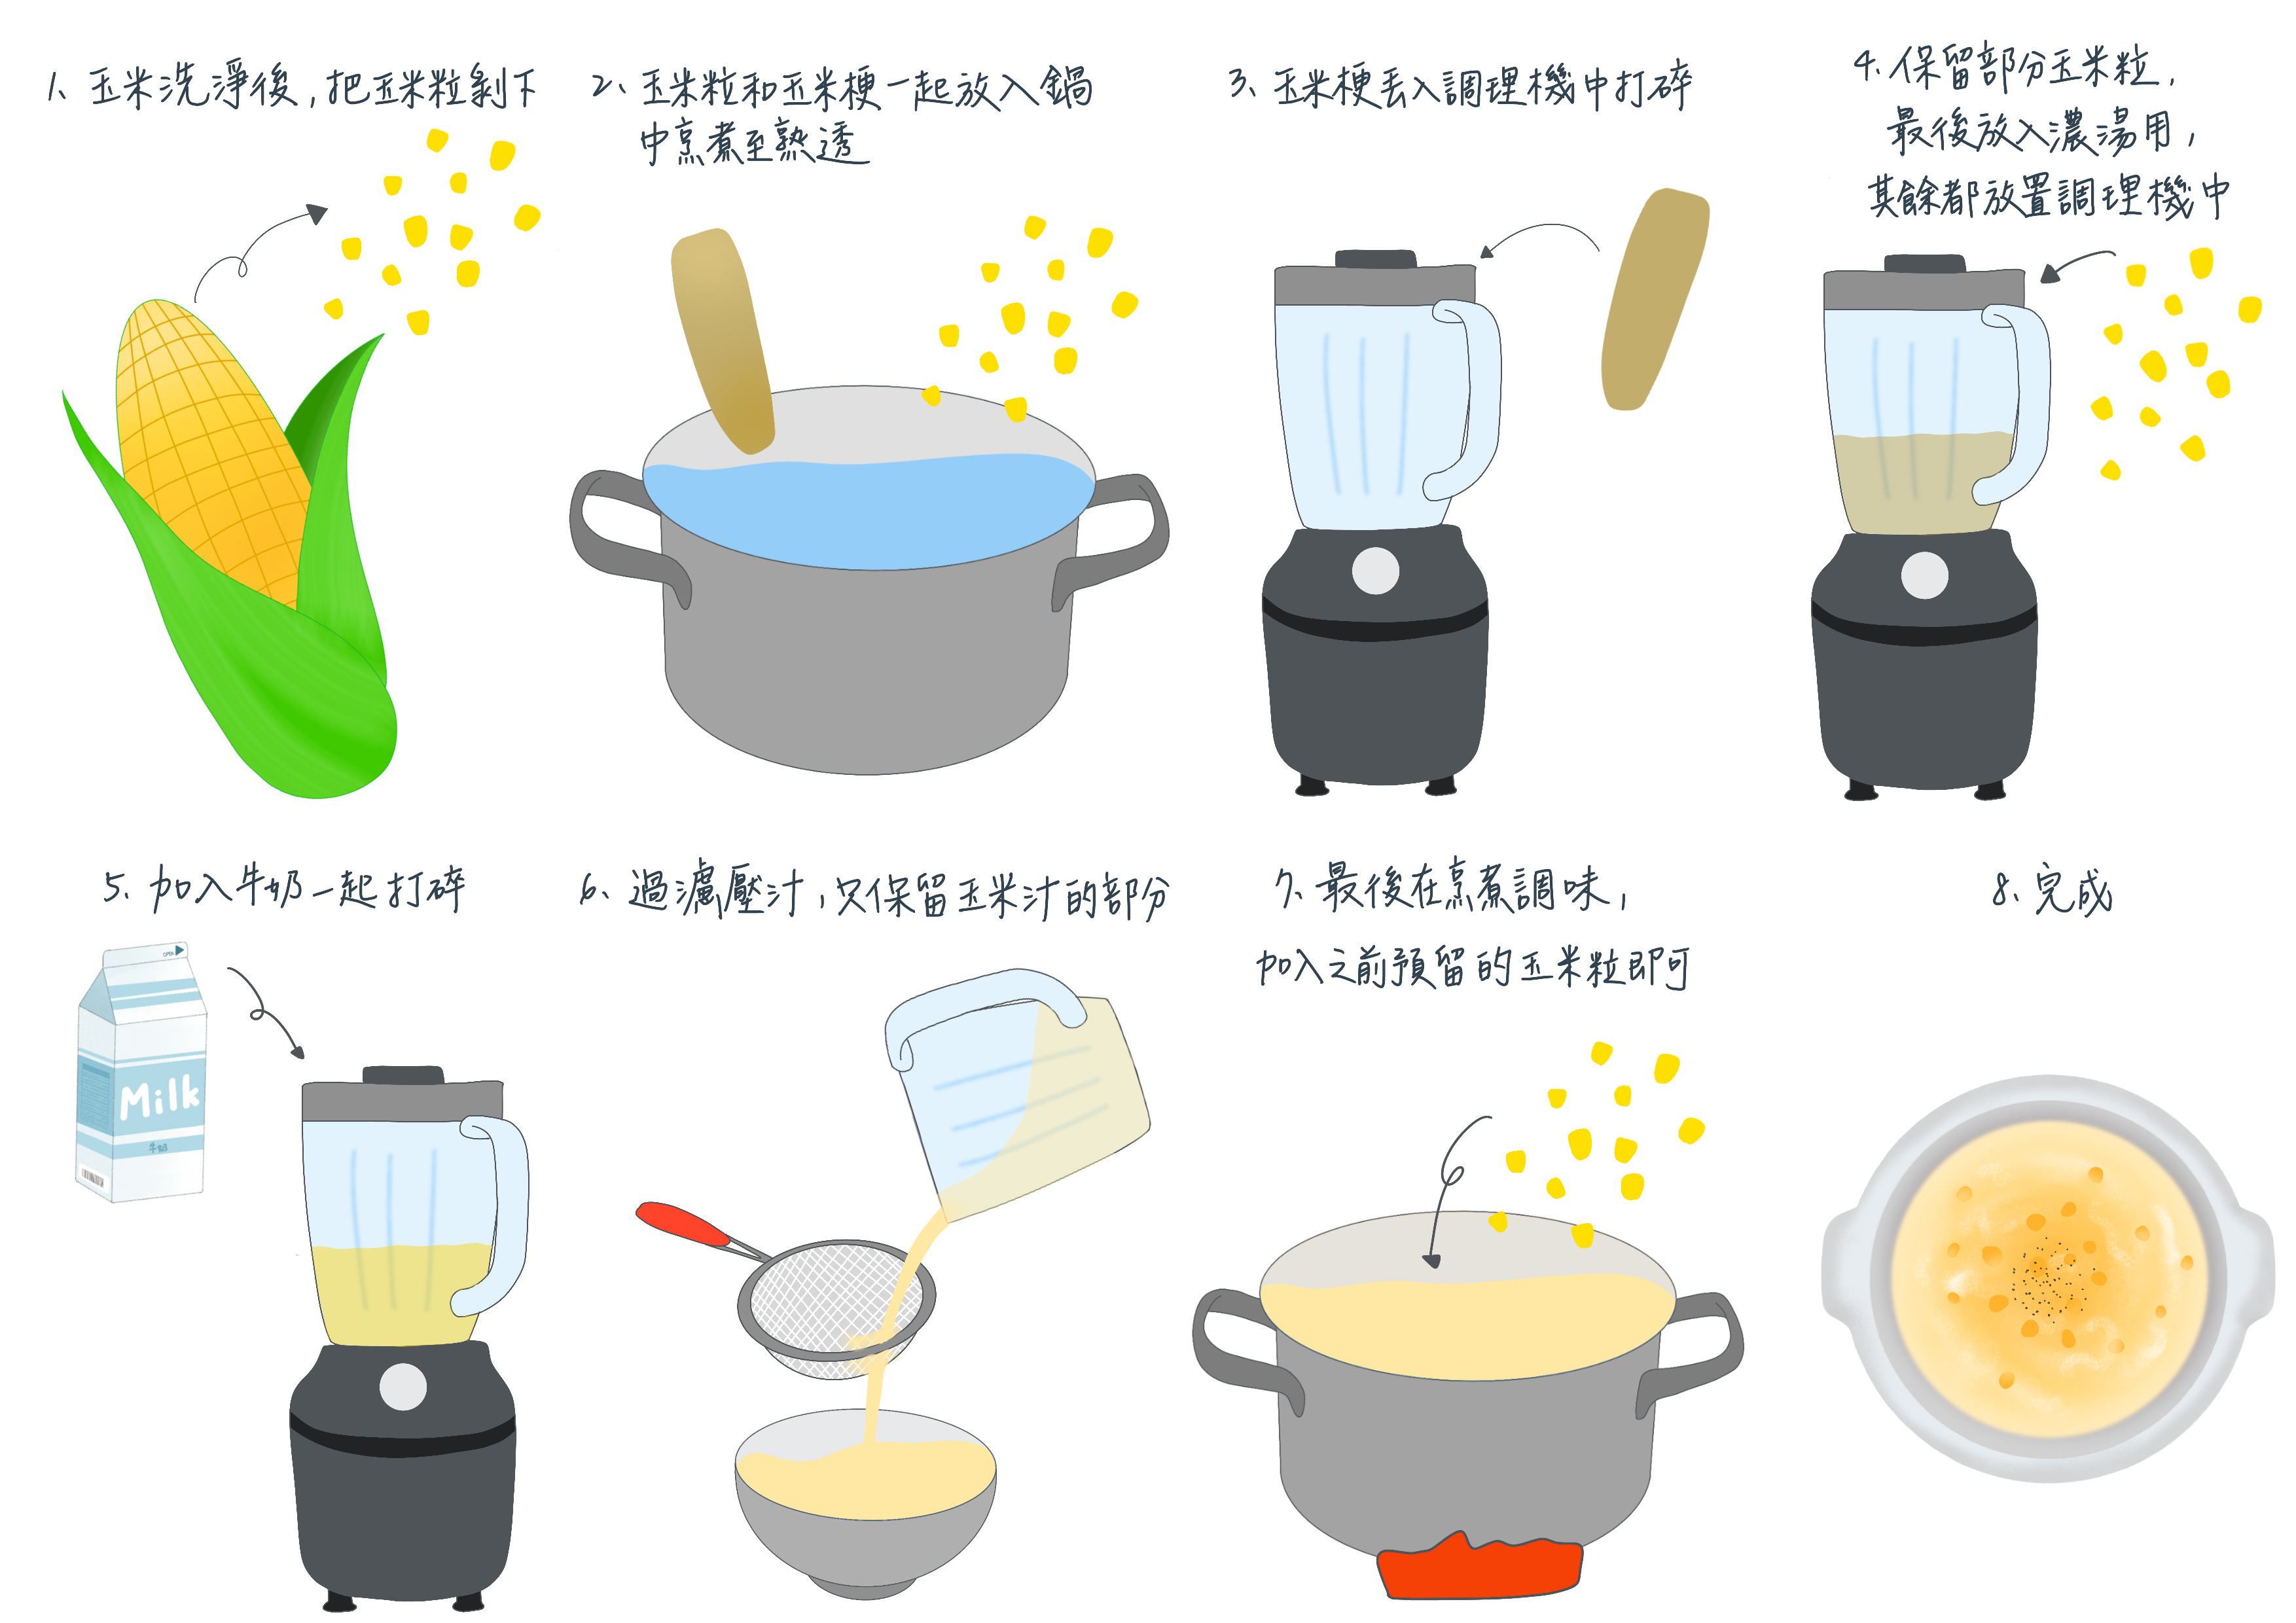 1、玉米洗淨後,把玉米粒剝下
2、玉米粒和玉米梗一起放入鍋
中烹煮至熟透
3、玉米梗丟入調理機中打碎
4、保留部分玉米粒,
最後放入濃湯用,
其餘都放置調理機中
5、加入牛奶一起打碎
OPEN
Milk
牛奶
6、過濾壓汁,只保留玉米汁的部分
7、最後在烹煮調味,
加入之前預留的玉米粒即可
8、完成